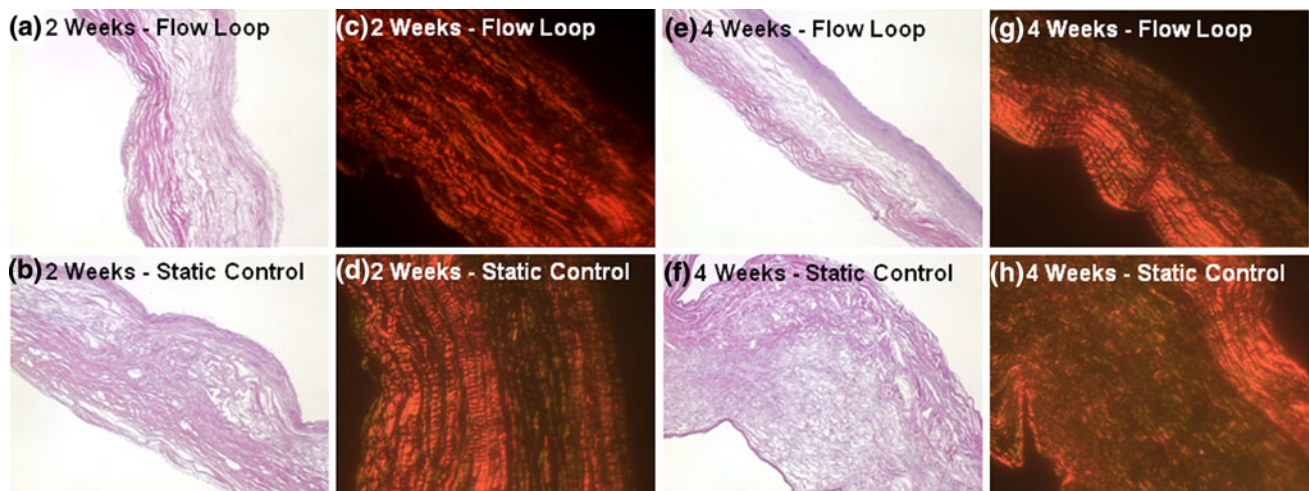 (a) 2 Weeks - Flow Loop
(c) 2 Weeks - Flow Loop
(e) 4 Weeks - Flow Loop
(g) 4 Weeks - Flow Loop
(b) 2 Weeks - Static Control
(d) 2 Weeks - Static Control
(f) 4 Weeks - Static Control
(h) 4 Weeks - Static Control